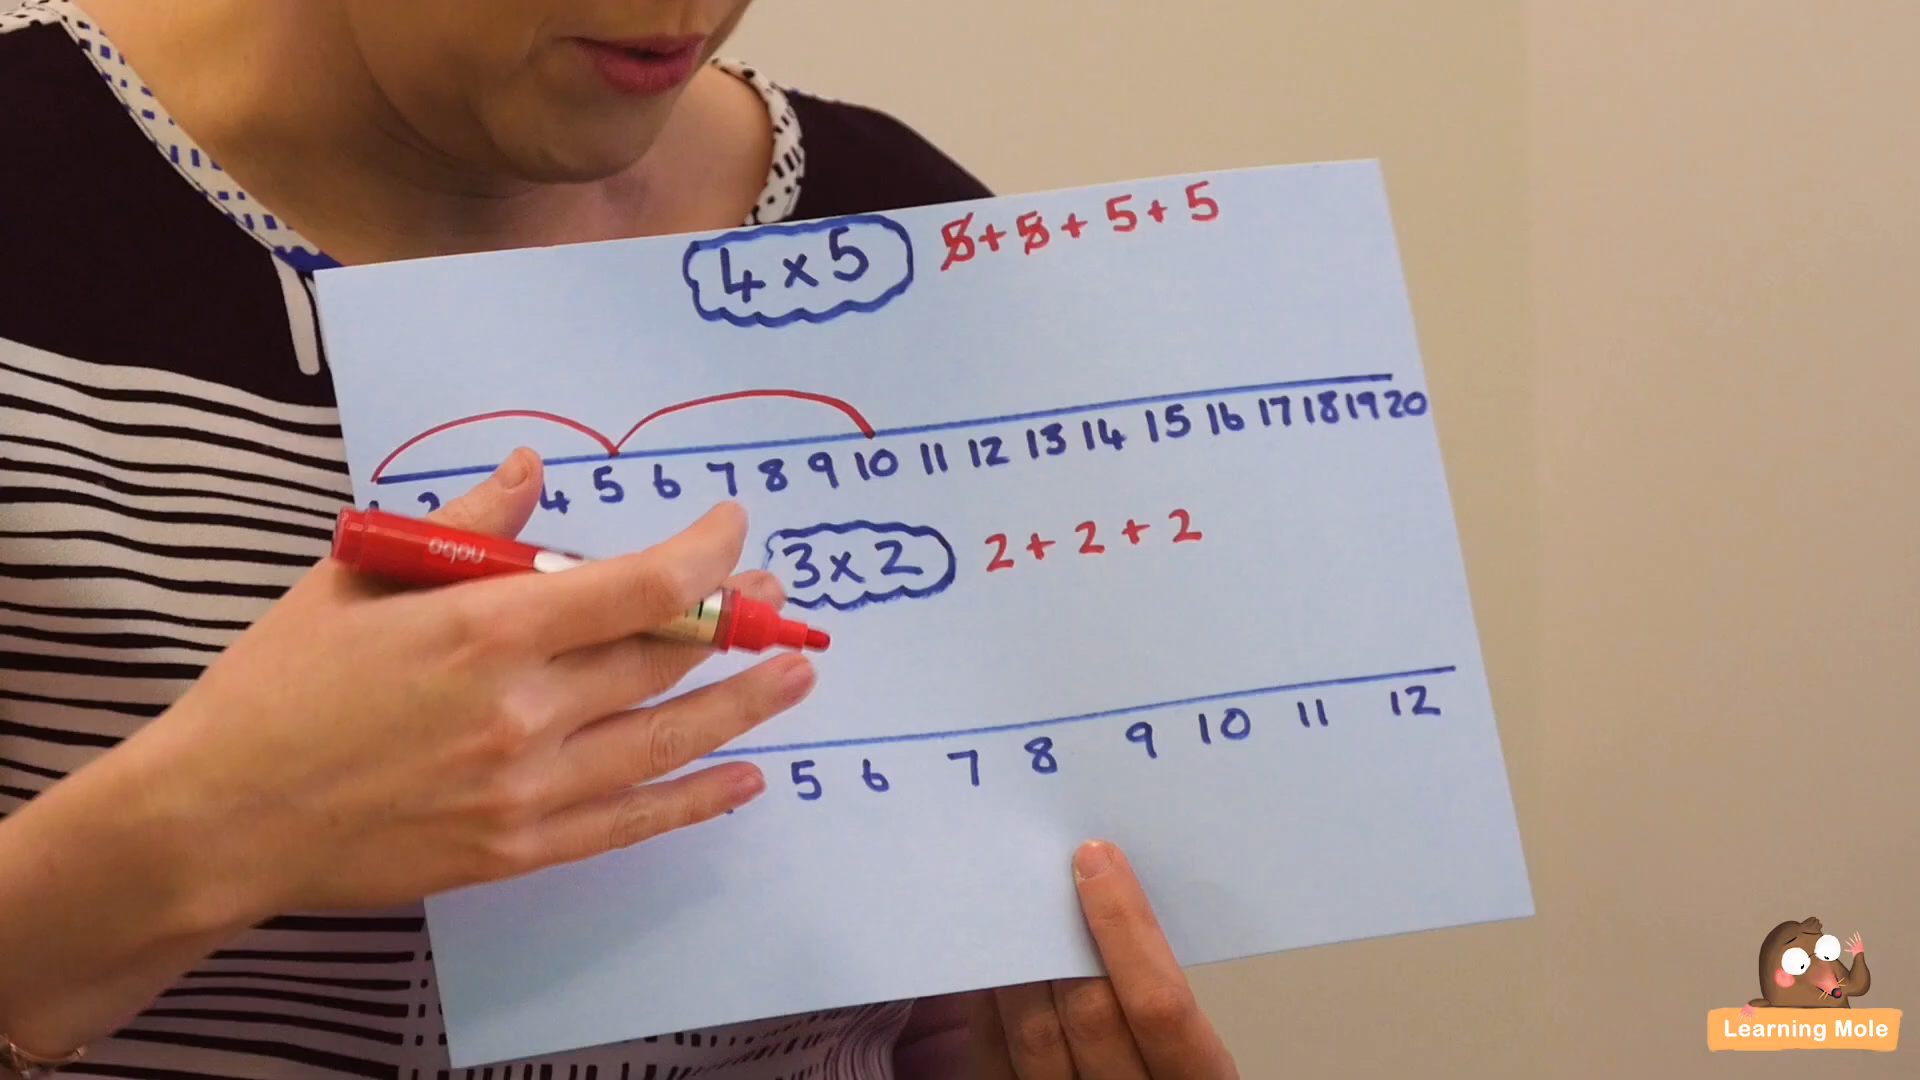 4 x 5 5 + 5 + 5 + 5
4 5 6 7 8 9 10 11 12 13 14 15 16 17 18 19 20
nobo
3 x 2 2 + 2 + 2
5 6 7 8 9 10 11 12
Learning Mole